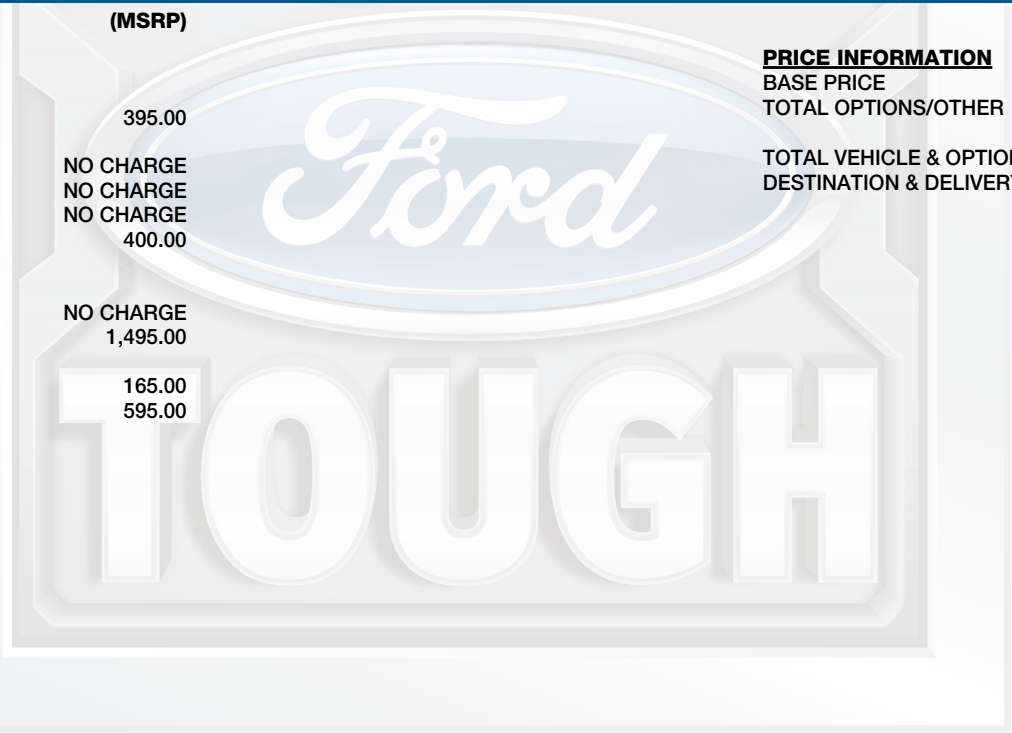 (MSRP)
395.00
NO CHARGE
NO CHARGE
NO CHARGE
400.00
NO CHARGE
1,495.00
165.00
595.00
PRICE INFORMATION
BASE PRICE
TOTAL OPTIONS/OTHER
TOTAL VEHICLE & OPTION
DESTINATION & DELIVERY
Ford
TOUGH